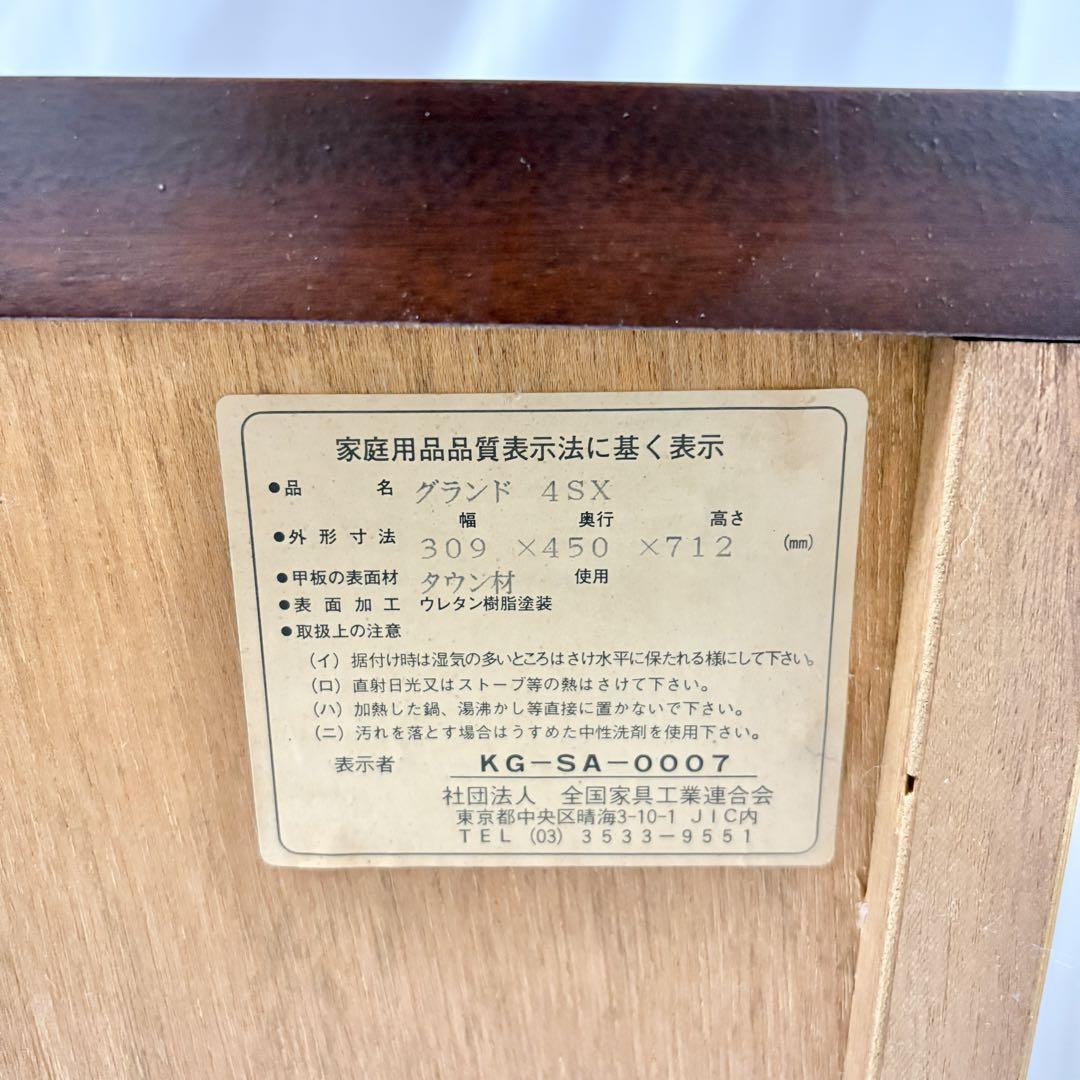 家庭用品品質表示法に基く表示
●品名 グランド 4SX
幅 奥行 高さ
●外形寸法 309 ×450 ×712 (㎜)
●甲板の表面材 タウン材 使用
●表面加工 ウレタン樹脂塗装
●取扱上の注意
(イ) 据付け時は湿気の多いところはさけ水平に保たれる様にして下さい。
(ロ) 直射日光又はストーブ等の熱はさけて下さい。
(ハ) 加熱した鍋、湯沸かし等直接に置かないで下さい。
(ニ) 汚れを落とす場合はうすめた中性洗剤を使用下さい。
表示者 KG-SA-0007
社団法人 全国家具工業連合会
東京都中央区晴海3-10-1 JIC内
TEL (03) 3533-9551